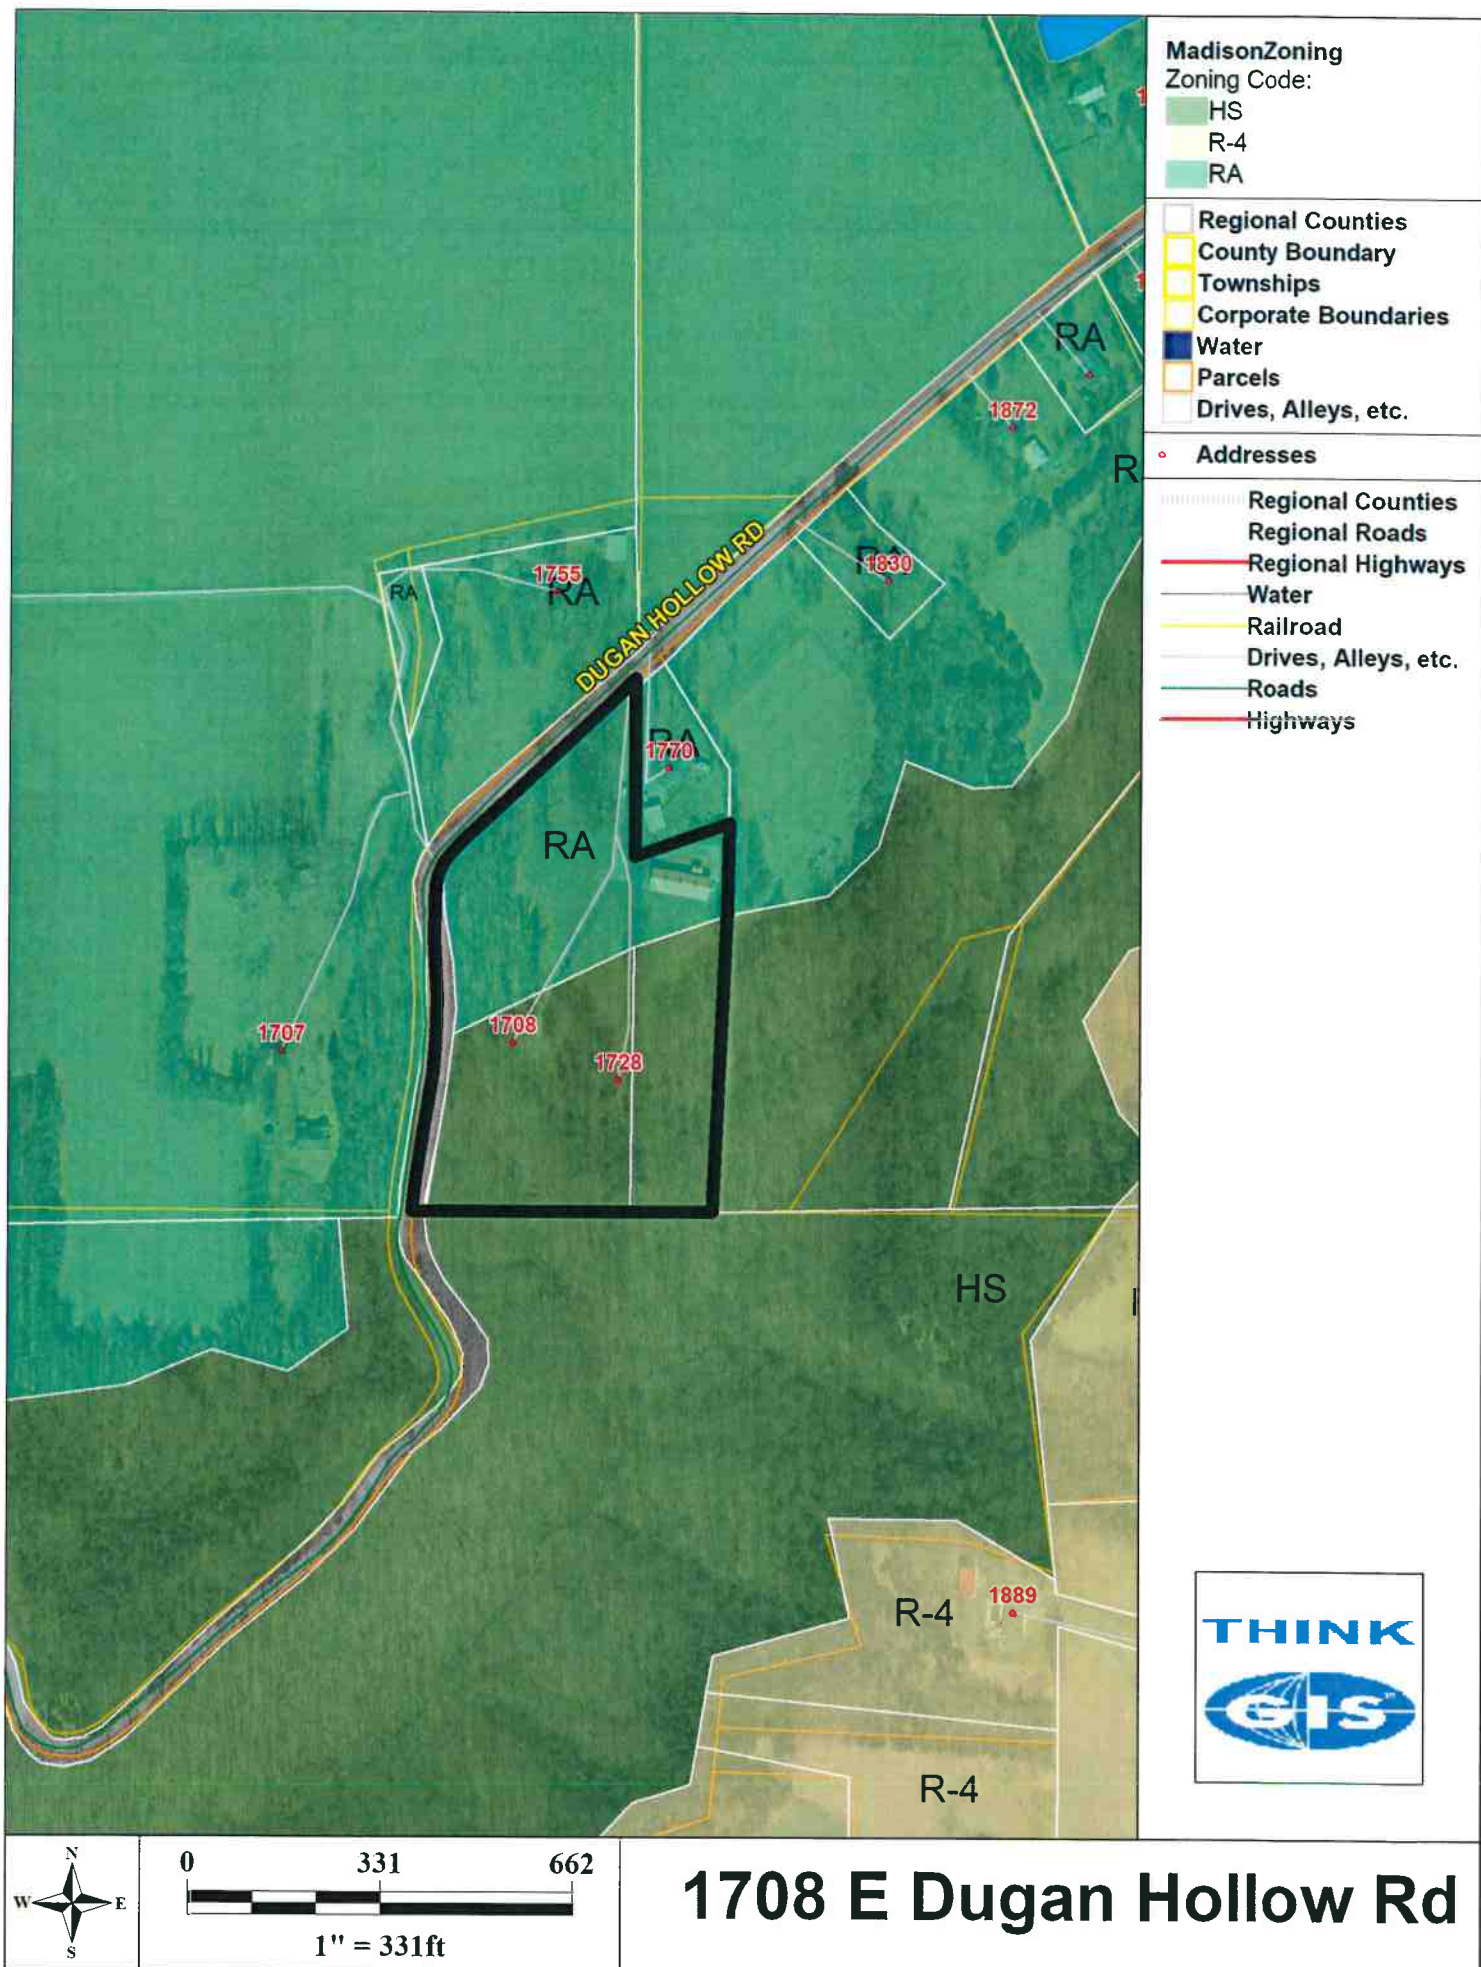 MadisonZoning
Zoning Code:
HS
R-4
RA
Regional Counties
County Boundary
Townships
Corporate Boundaries
Water
Parcels
Drives, Alleys, etc.
Addresses
Regional Counties
Regional Roads
Regional Highways
Water
Railroad
Drives, Alleys, etc.
Roads
Highways
RA
1872
R
DUGAN HOLLOW RD
RA
1830
1755
RA
RA
RA
1770
RA
1707
1708
1728
HS
R-4
1889
R-4
THINK
GIS
N
W E
S
0 331 662
1" = 331ft
1708 E Dugan Hollow Rd